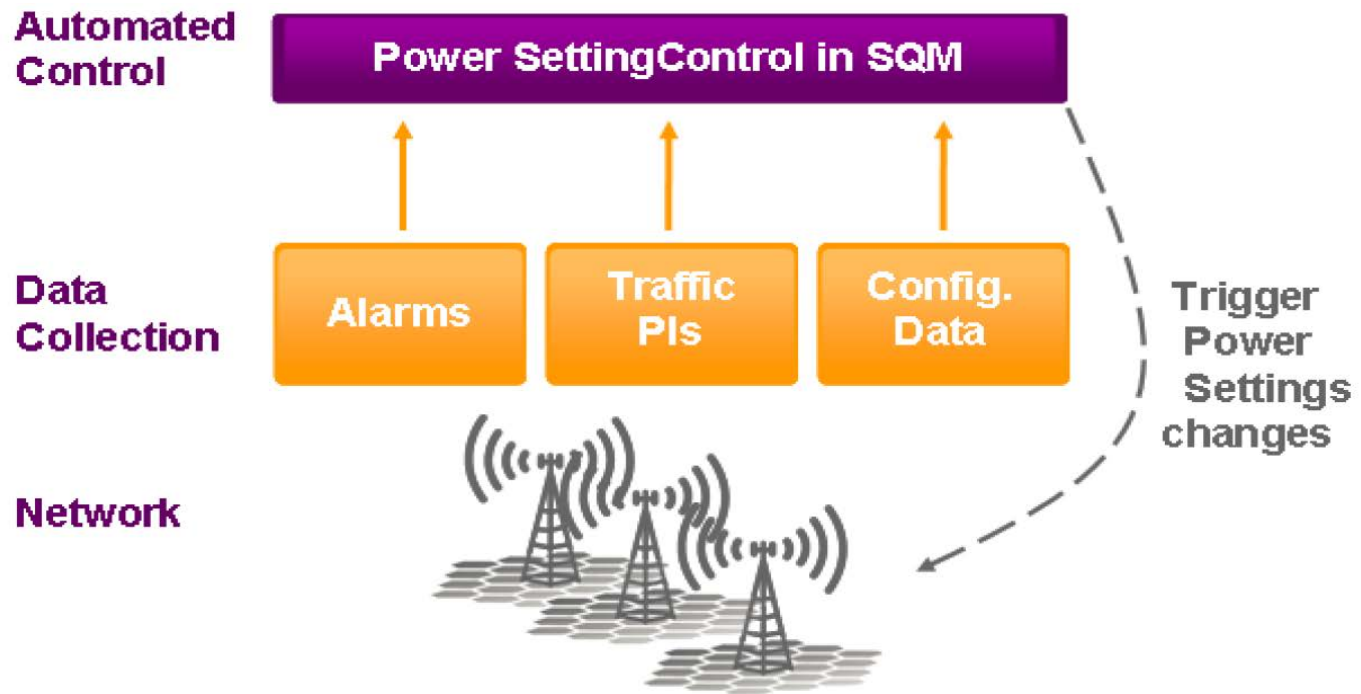 Automated
Control
Power SettingControl in SQM
Data
Collection
Alarms
Traffic
PIs
Config.
Data
Trigger
Power
Settings
changes
Network